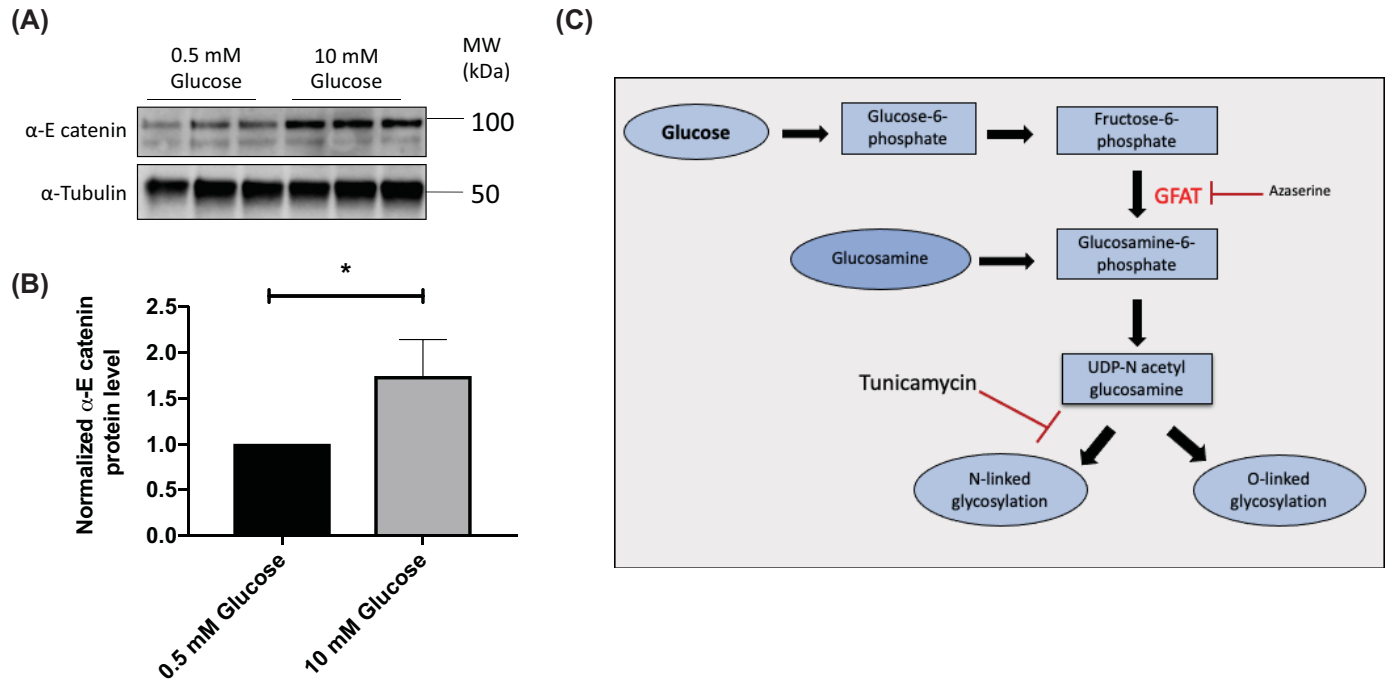 (A)
0.5 mM
Glucose
10 mM
Glucose
MW
(kDa)
α-E catenin
100
α-Tubulin
50
(B)
*
Normalized α-E catenin
protein level
2.5
2.0
1.5
1.0
0.5
0.0
0.5 mM Glucose
10 mM Glucose
(C)
Glucose
Glucose-6-
phosphate
Fructose-6-
phosphate
GFAT
Azaserine
Glucosamine
Glucosamine-6-
phosphate
UDP-N acetyl
glucosamine
Tunicamycin
N-linked
glycosylation
O-linked
glycosylation